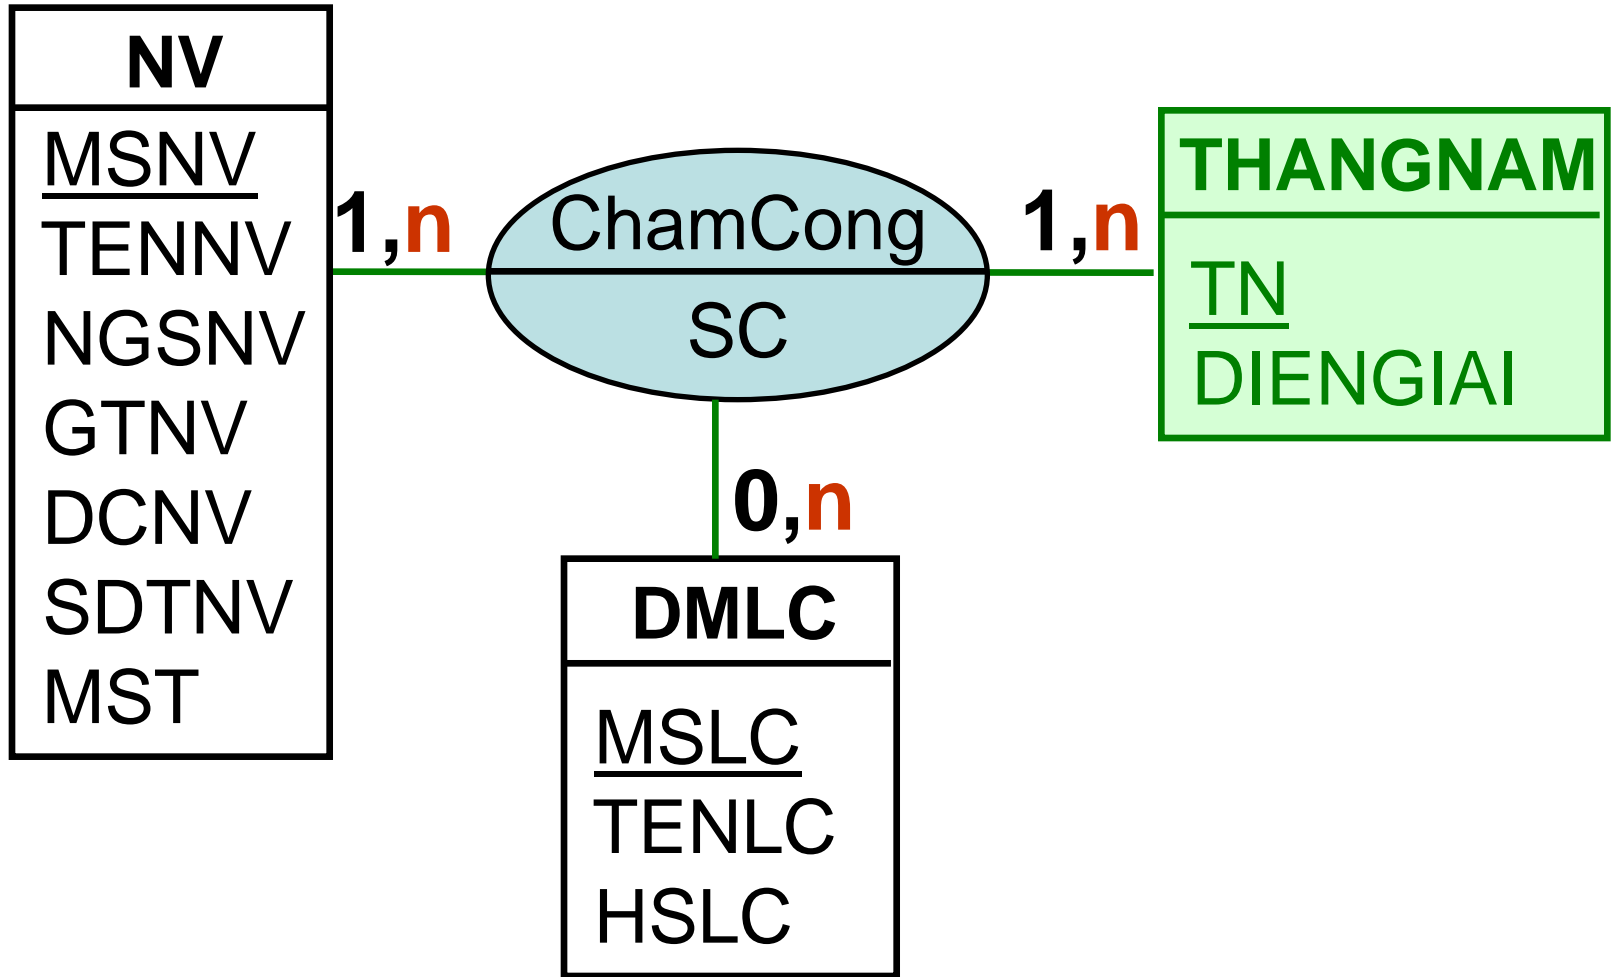 NV
MSNV
TENNV
NGSNV
GTNV
DCNV
SDTNV
MST
1,n
ChamCong
SC
1,n
THANGNAM
TN
DIENGIAI
0,n
DMLC
MSLC
TENLC
HSLC